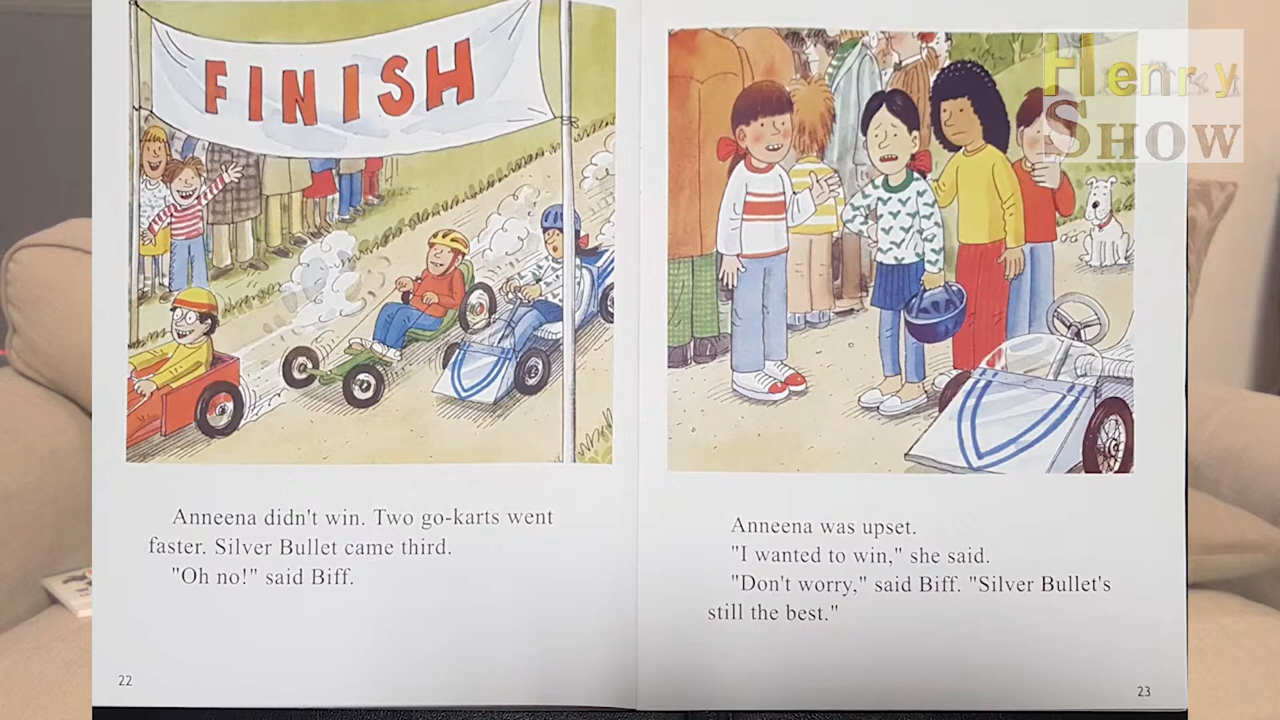 FINISH
Henry
SHOW
Anneena didn't win. Two go-karts went
faster. Silver Bullet came third.
"Oh no!" said Biff.
22
Anneena was upset.
"I wanted to win," she said.
"Don't worry," said Biff. "Silver Bullet's
still the best."
23